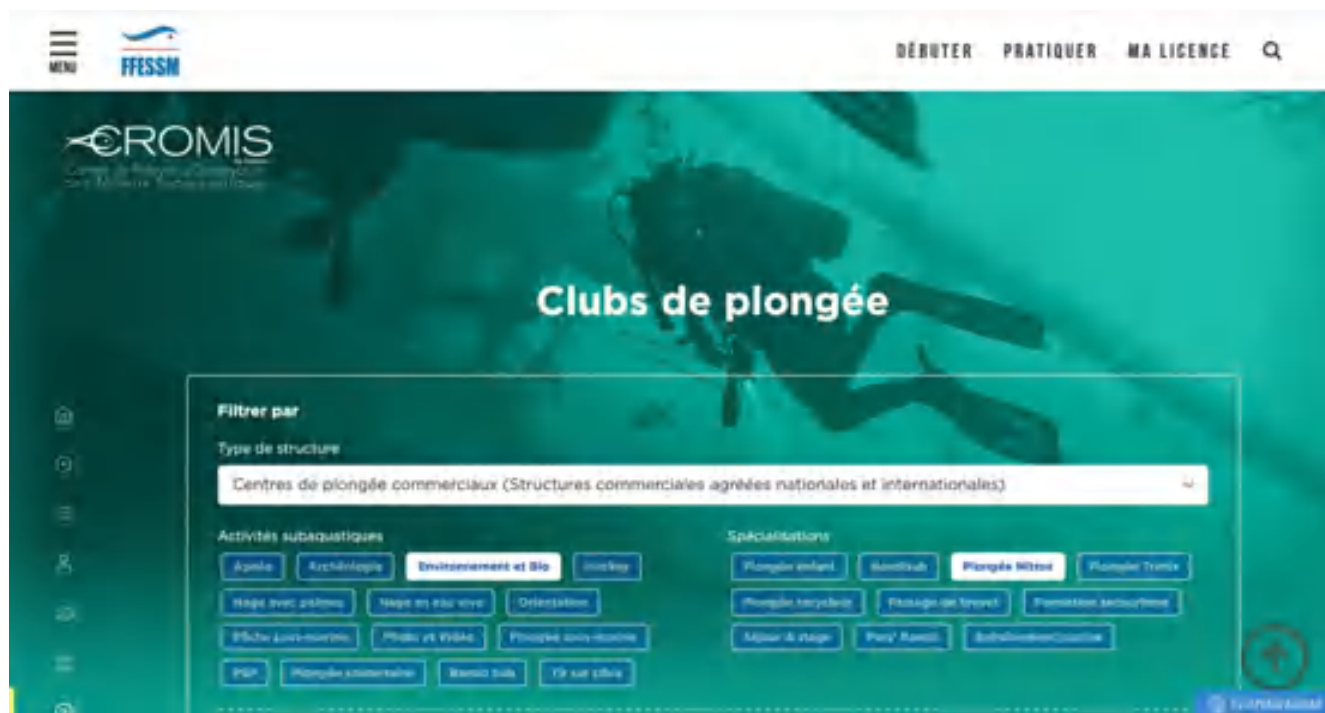 MENU FFESSM DÉBUTER PRATIQUER MA LICENCE
CROMIS
Clubs de plongée
Filtrer par
Type de structure
Centres de plongée commerciaux (Structures commerciales agréées nationales et internationales)
Activités subaquatiques
Apnée Archéologie Environnement et Bio Hockey
Nage avec palmes Nage en eau vive Orientation
Pêche sous-marine Photo et Vidéo Plongée sous-marine
PSP Plongée souterraine Tir sur cible
Spécialisations
Plongée enfant Handisub Plongée Nitrox Plongée Trimix
Plongée recycleur Passage de brevet Formation secourisme
Séjour & stage